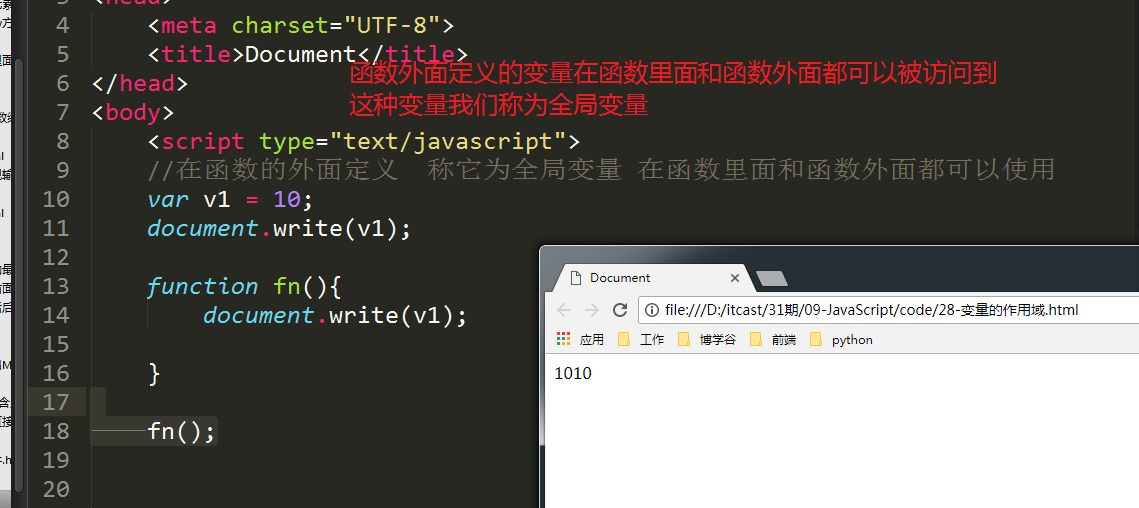 4 <meta charset="UTF-8">
5 <title>Document</title>
函数外面定义的变量在函数里面和函数外面都可以被访问到
6 </head>
这种变量我们称为全局变量
7 <body>
8 <script type="text/javascript">
9 //在函数的外面定义 称它为全局变量 在函数里面和函数外面都可以使用
10 var v1 = 10;
11 document.write(v1);
12
13 function fn(){
14 document.write(v1);
15
16 }
17
18 fn();
19
20
Document
file:///D:/itcast/31期/09-JavaScript/code/28-变量的作用域.html
应用 工作 博学谷 前端 python
1010